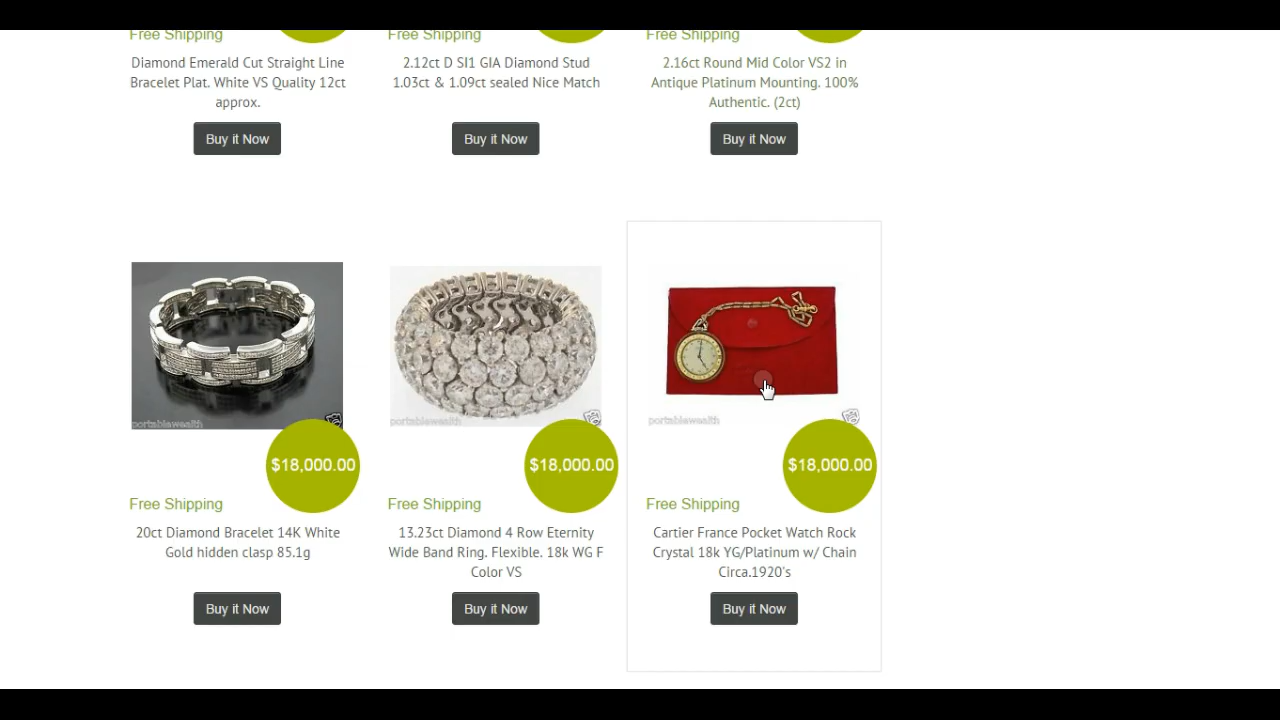 Free Shipping
Free Shipping
Free Shipping
Diamond Emerald Cut Straight Line
Bracelet Plat. White VS Quality 12ct
approx.
2.12ct D SI1 GIA Diamond Stud
1.03ct & 1.09ct sealed Nice Match
2.16ct Round Mid Color VS2 in
Antique Platinum Mounting. 100%
Authentic. (2ct)
Buy it Now
Buy it Now
Buy it Now
portablewealth
portablewealth
portablewealth
$18,000.00
$18,000.00
$18,000.00
Free Shipping
Free Shipping
Free Shipping
20ct Diamond Bracelet 14K White
Gold hidden clasp 85.1g
13.23ct Diamond 4 Row Eternity
Wide Band Ring. Flexible. 18k WG F
Color VS
Cartier France Pocket Watch Rock
Crystal 18k YG/Platinum w/ Chain
Circa.1920's
Buy it Now
Buy it Now
Buy it Now